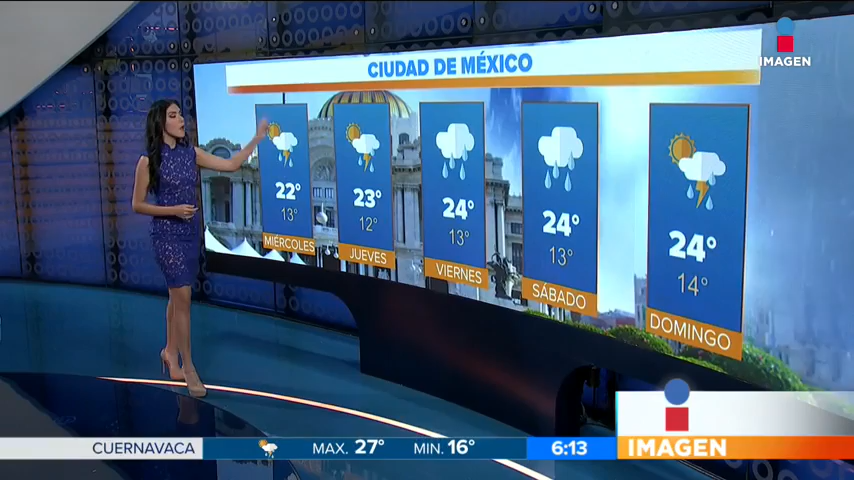 IMAGEN
CIUDAD DE MÉXICO
22°
13°
MIÉRCOLES
23°
12°
JUEVES
24°
13°
VIERNES
24°
13°
SÁBADO
24°
14°
DOMINGO
CUERNAVACA MAX. 27° MIN. 16° 6:13 IMAGEN